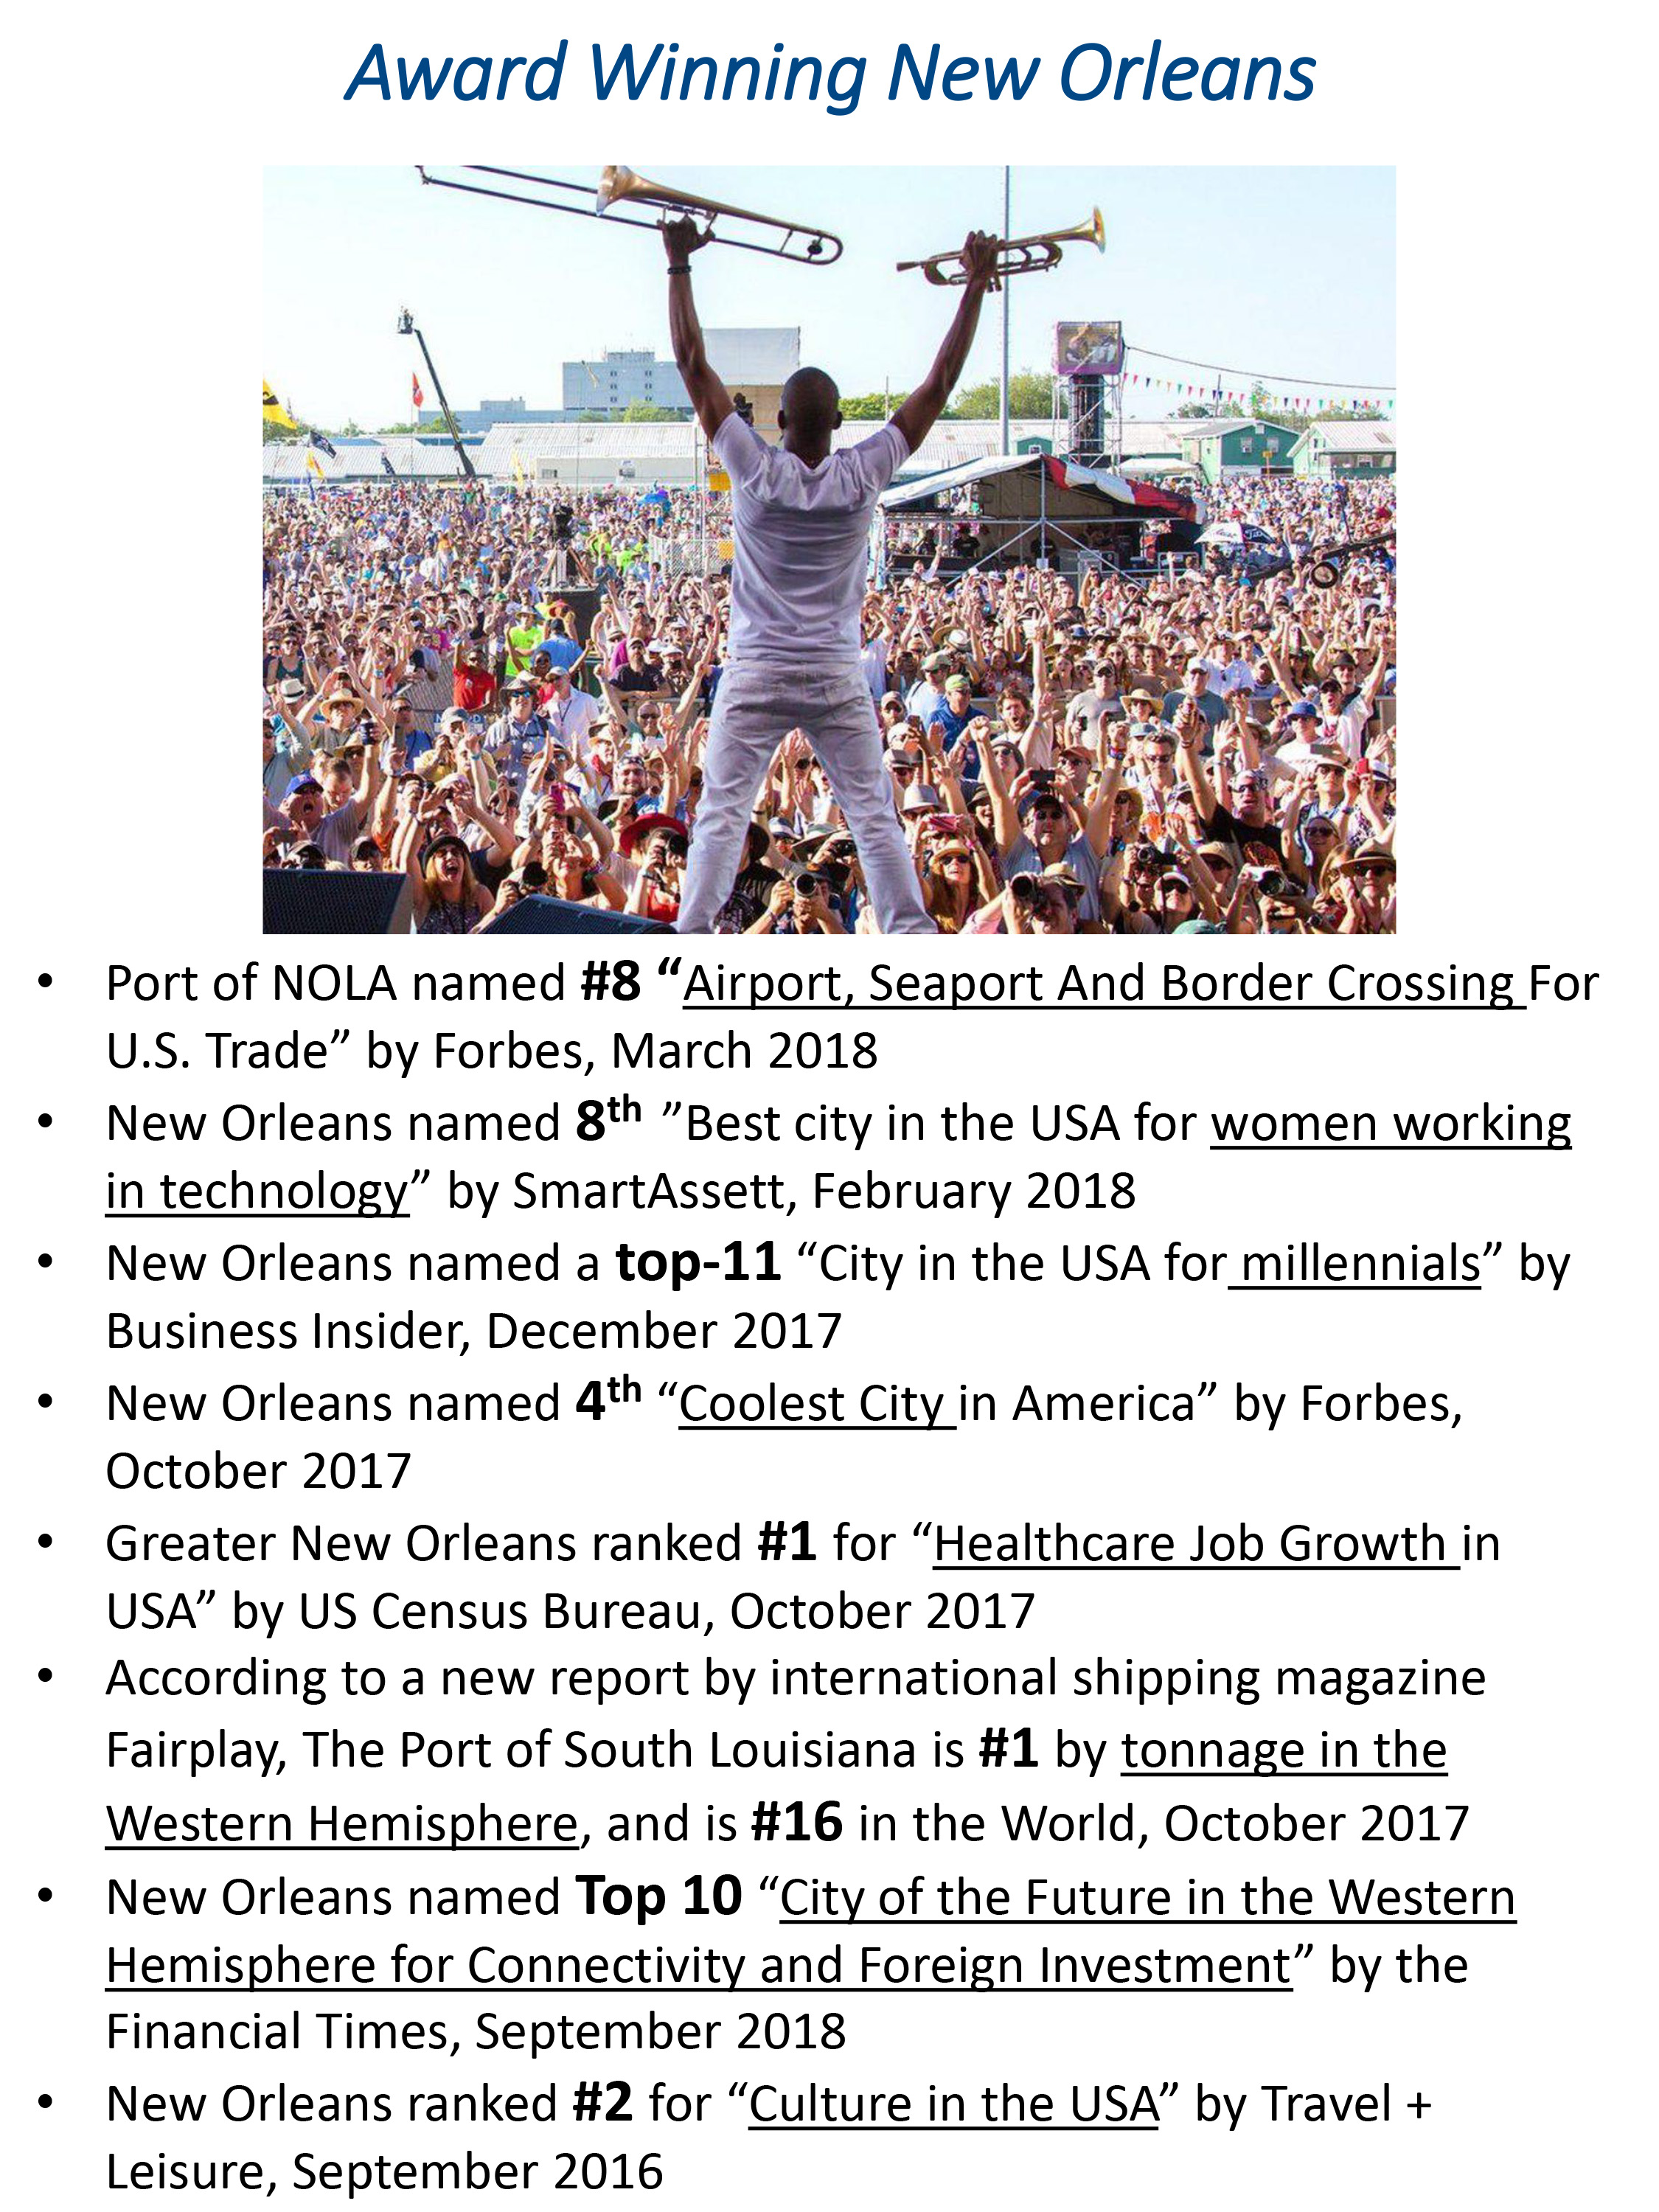 Award Winning New Orleans
• Port of NOLA named #8 “Airport, Seaport And Border Crossing For
U.S. Trade” by Forbes, March 2018
• New Orleans named 8th ”Best city in the USA for women working
in technology” by SmartAssett, February 2018
• New Orleans named a top-11 “City in the USA for millennials” by
Business Insider, December 2017
• New Orleans named 4th “Coolest City in America” by Forbes,
October 2017
• Greater New Orleans ranked #1 for “Healthcare Job Growth in
USA” by US Census Bureau, October 2017
• According to a new report by international shipping magazine
Fairplay, The Port of South Louisiana is #1 by tonnage in the
Western Hemisphere, and is #16 in the World, October 2017
• New Orleans named Top 10 “City of the Future in the Western
Hemisphere for Connectivity and Foreign Investment” by the
Financial Times, September 2018
• New Orleans ranked #2 for “Culture in the USA” by Travel +
Leisure, September 2016